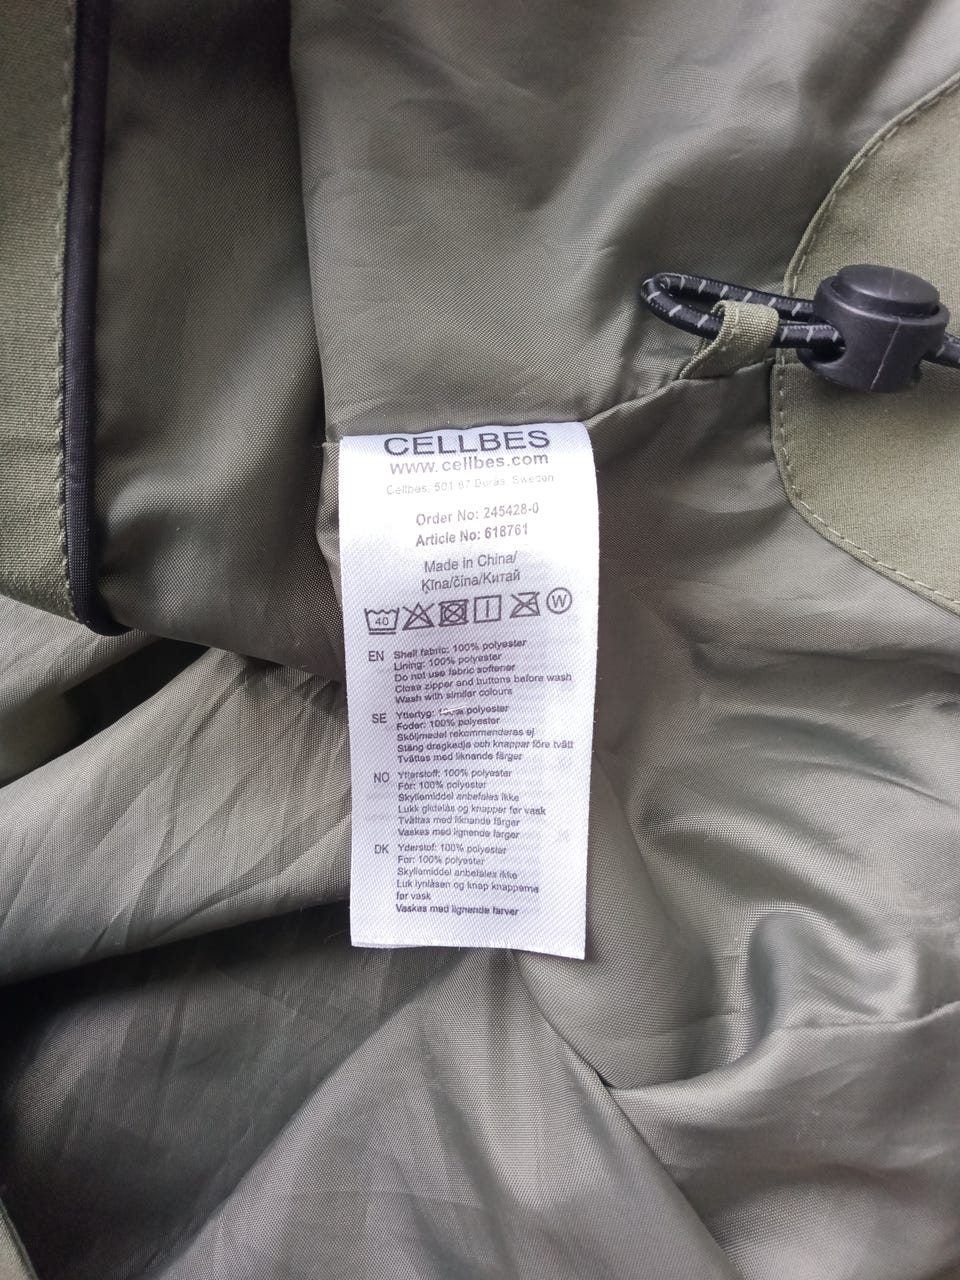 CELLBES
www.cellbes.com
Cellbes, 501 87 Borås, Sweden
Order No: 245428-0
Article No: 618761
Made in China/
Ķīna/čína/Китай
40 W
EN Shell fabric: 100% polyester
Lining: 100% polyester
Do not use fabric softener
Close zipper and buttons before wash
Wash with similar colours
SE Yttertyg: 100% polyester
Foder: 100% polyester
Sköljmedel rekommenderas ej
Stäng dragkedja och knappar före tvätt
Tvättas med liknande färger
NO Ytterstoff: 100% polyester
Fôr: 100% polyester
Skyllemiddel anbefales ikke
Lukk glidelås og knapper før vask
Tvättas med liknande färger
Vaskes med lignende farger
DK Yderstof: 100% polyester
For: 100% polyester
Skyllemiddel anbefales ikke
Luk lynlåsen og knap knapperne
før vask
Vaskes med lignende farver